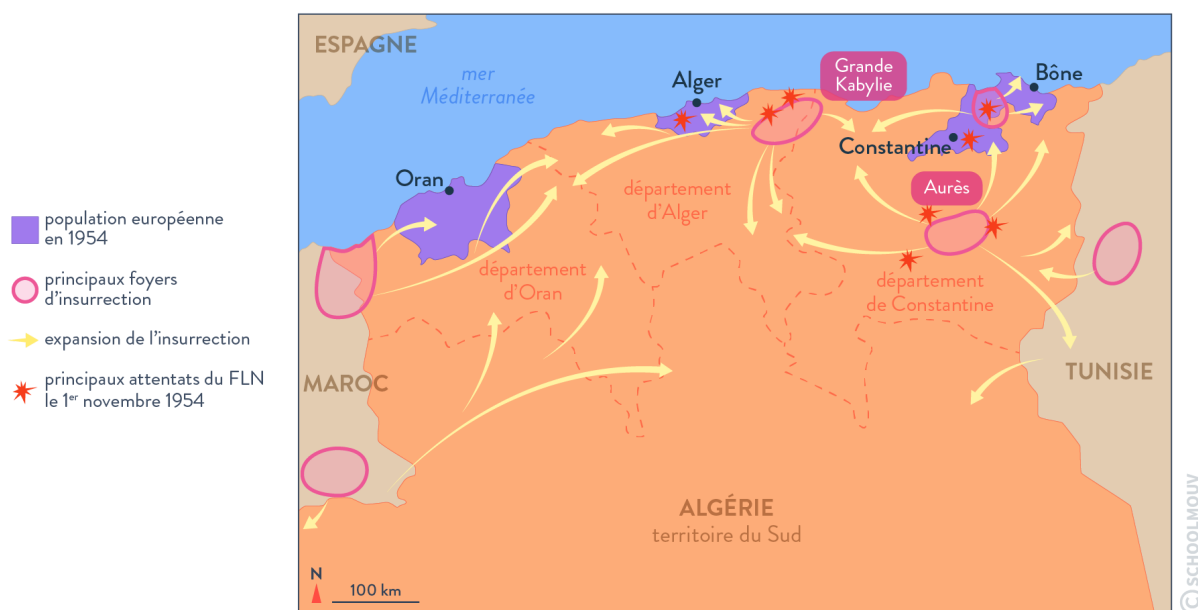 ESPAGNE
mer
Méditerranée
Alger
Grande
Kabylie
Bône
Constantine
Oran
Aurès
département
d'Alger
département
d'Oran
département
de Constantine
MAROC
TUNISIE
ALGÉRIE
territoire du Sud
N
100 km
population européenne
en 1954
principaux foyers
d'insurrection
expansion de l'insurrection
principaux attentats du FLN
le 1er novembre 1954
© SCHOOLMOUV